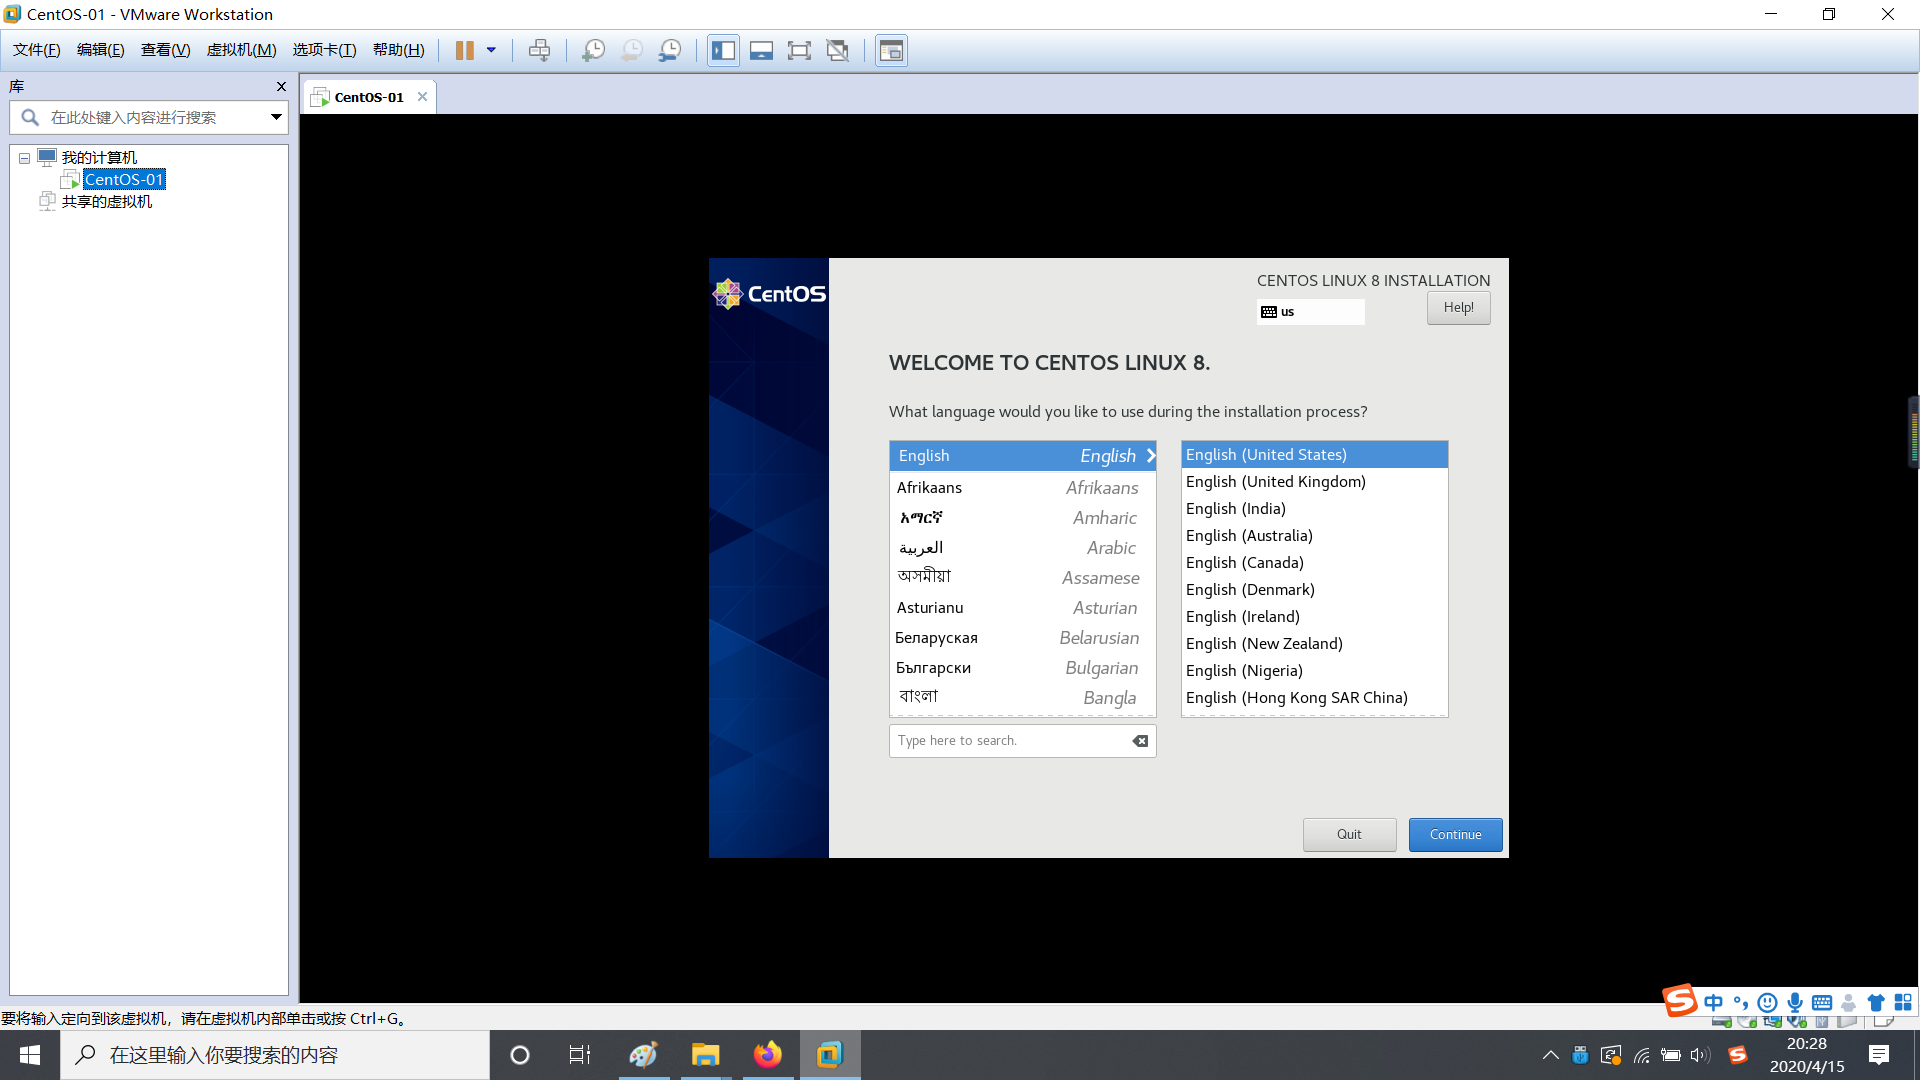 CentOS-01 - VMware Workstation
文件(F) 编辑(E) 查看(V) 虚拟机(M) 选项卡(T) 帮助(H)
库
在此处键入内容进行搜索
我的计算机
CentOS-01
共享的虚拟机
CentOS-01
CentOS
CENTOS LINUX 8 INSTALLATION
us
Help!
WELCOME TO CENTOS LINUX 8.
What language would you like to use during the installation process?
English English
Afrikaans Afrikaans
አማርኛ Amharic
العربية Arabic
অসমীয়া Assamese
Asturianu Asturian
Беларуская Belarusian
Български Bulgarian
বাংলা Bangla
Type here to search.
English (United States)
English (United Kingdom)
English (India)
English (Australia)
English (Canada)
English (Denmark)
English (Ireland)
English (New Zealand)
English (Nigeria)
English (Hong Kong SAR China)
Quit
Continue
要将输入定向到该虚拟机，请在虚拟机内部单击或按 Ctrl+G。
中
在这里输入你要搜索的内容
20:28
2020/4/15